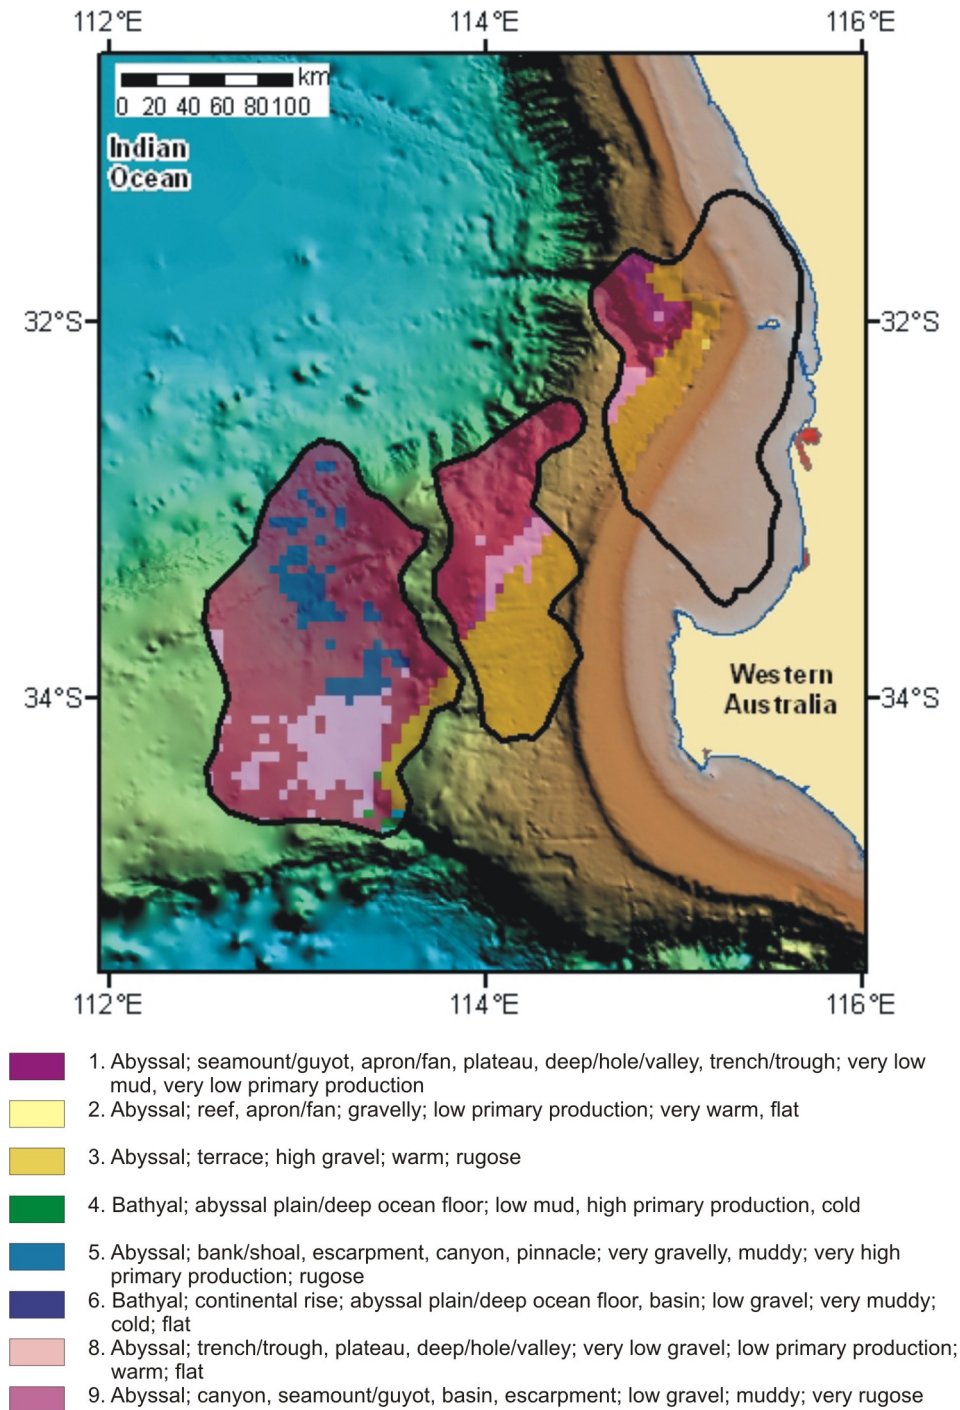 112°E 114°E 116°E
km
0 20 40 60 80 100
Indian
Ocean
32°S 32°S
34°S 34°S
Western
Australia
112°E 114°E 116°E
1. Abyssal; seamount/guyot, apron/fan, plateau, deep/hole/valley, trench/trough; very low
mud, very low primary production
2. Abyssal; reef, apron/fan; gravelly; low primary production; very warm, flat
3. Abyssal; terrace; high gravel; warm; rugose
4. Bathyal; abyssal plain/deep ocean floor; low mud, high primary production, cold
5. Abyssal; bank/shoal, escarpment, canyon, pinnacle; very gravelly, muddy; very high
primary production; rugose
6. Bathyal; continental rise; abyssal plain/deep ocean floor, basin; low gravel; very muddy;
cold; flat
8. Abyssal; trench/trough, plateau, deep/hole/valley; very low gravel; low primary production;
warm; flat
9. Abyssal; canyon, seamount/guyot, basin, escarpment; low gravel; muddy; very rugose